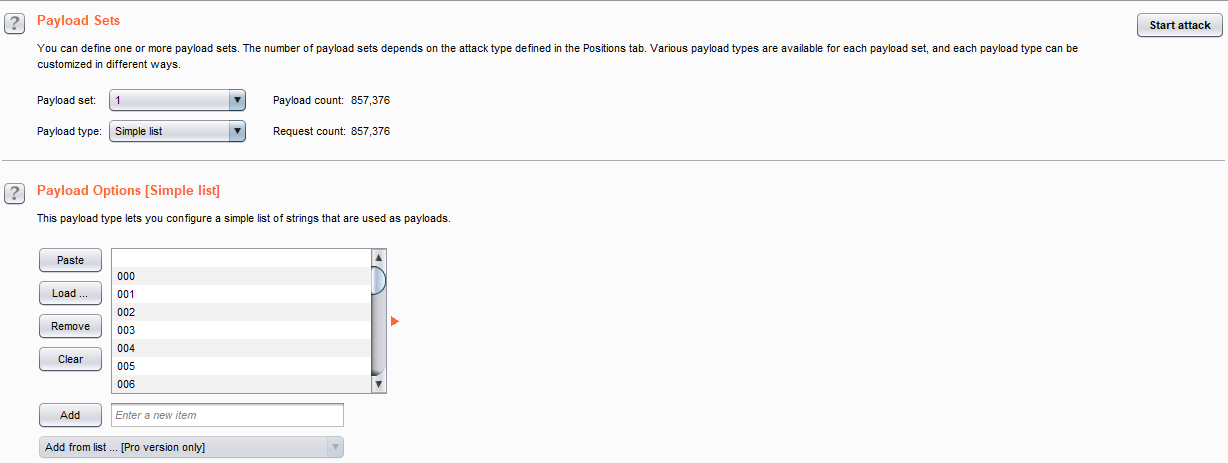 ? Payload Sets
Start attack
You can define one or more payload sets. The number of payload sets depends on the attack type defined in the Positions tab. Various payload types are available for each payload set, and each payload type can be
customized in different ways.
Payload set: 1 Payload count: 857,376
Payload type: Simple list Request count: 857,376
? Payload Options [Simple list]
This payload type lets you configure a simple list of strings that are used as payloads.
Paste
Load ...
Remove
Clear
000
001
002
003
004
005
006
Add Enter a new item
Add from list ... [Pro version only]